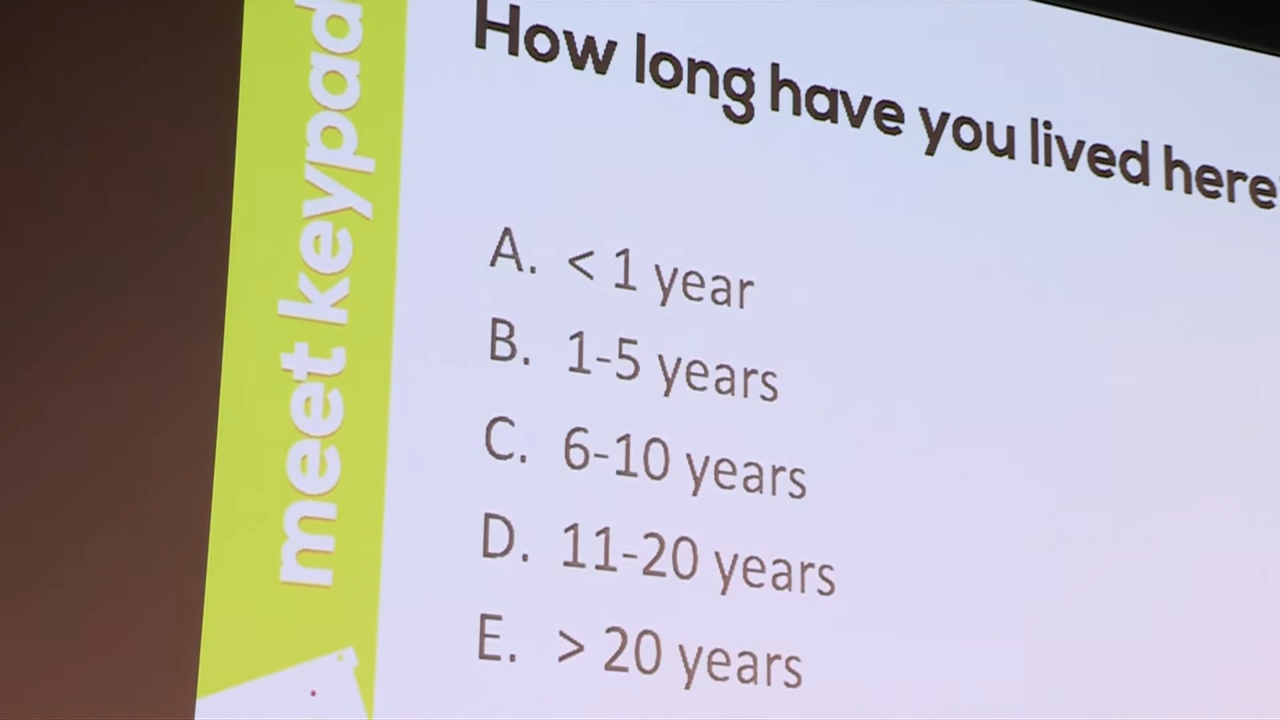 How long have you lived here
A. < 1 year
B. 1-5 years
C. 6-10 years
D. 11-20 years
E. > 20 years
meet keypad